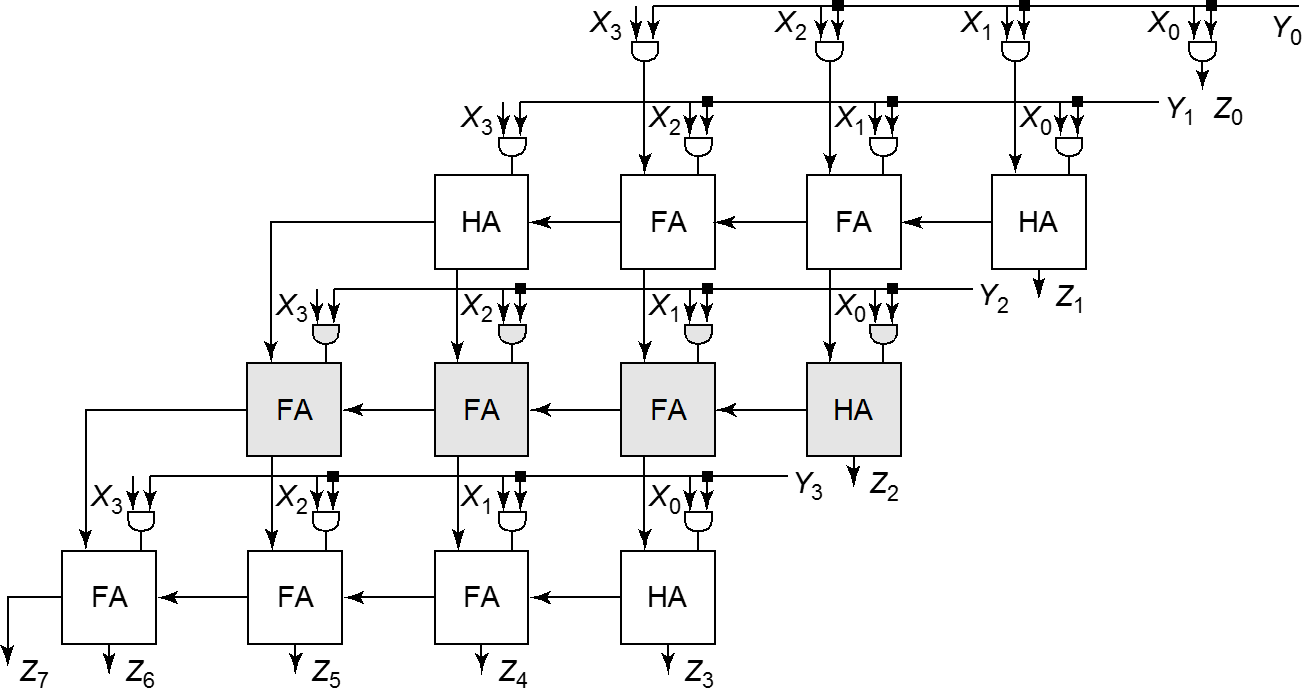 X3 X2 X1 X0 Y0
X3 X2 X1 X0 Y1 Z0
HA FA FA HA
X3 X2 X1 X0 Y2 Z1
FA FA FA HA
X3 X2 X1 X0 Y3 Z2
FA FA FA HA
Z7 Z6 Z5 Z4 Z3